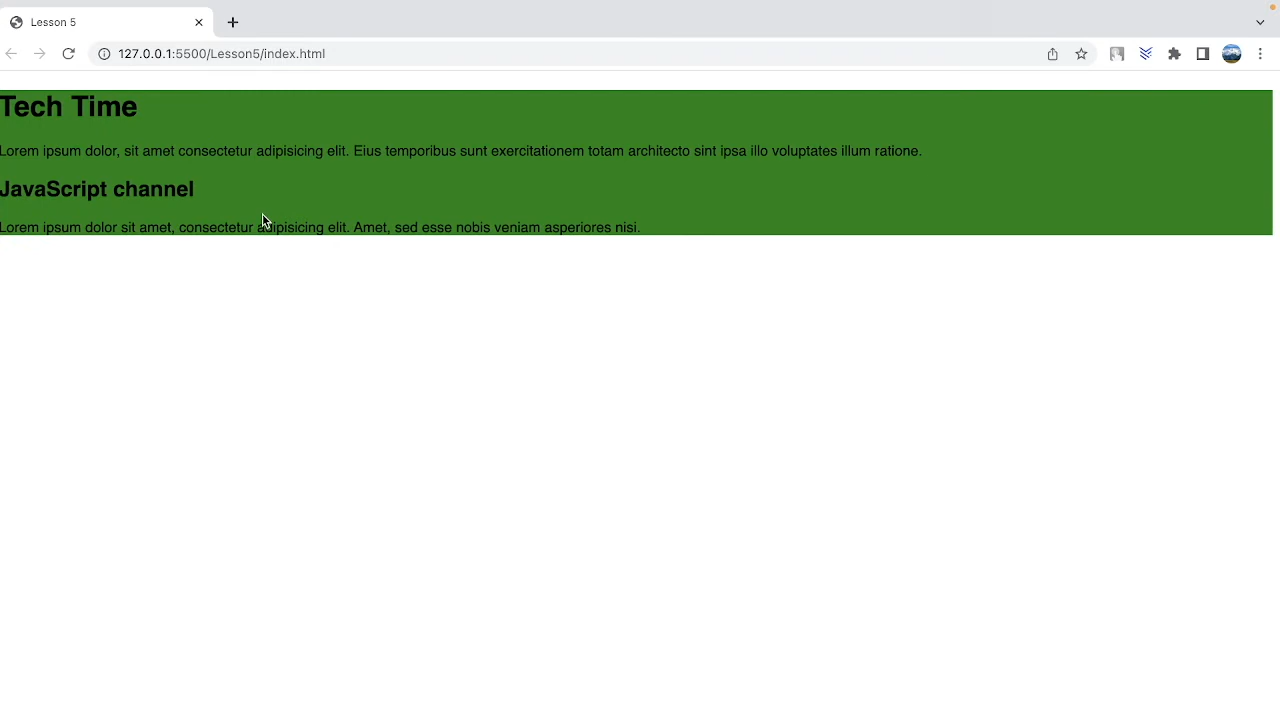 Lesson 5
127.0.0.1:5500/Lesson5/index.html
Tech Time
Lorem ipsum dolor, sit amet consectetur adipisicing elit. Eius temporibus sunt exercitationem totam architecto sint ipsa illo voluptates illum ratione.
JavaScript channel
Lorem ipsum dolor sit amet, consectetur adipisicing elit. Amet, sed esse nobis veniam asperiores nisi.